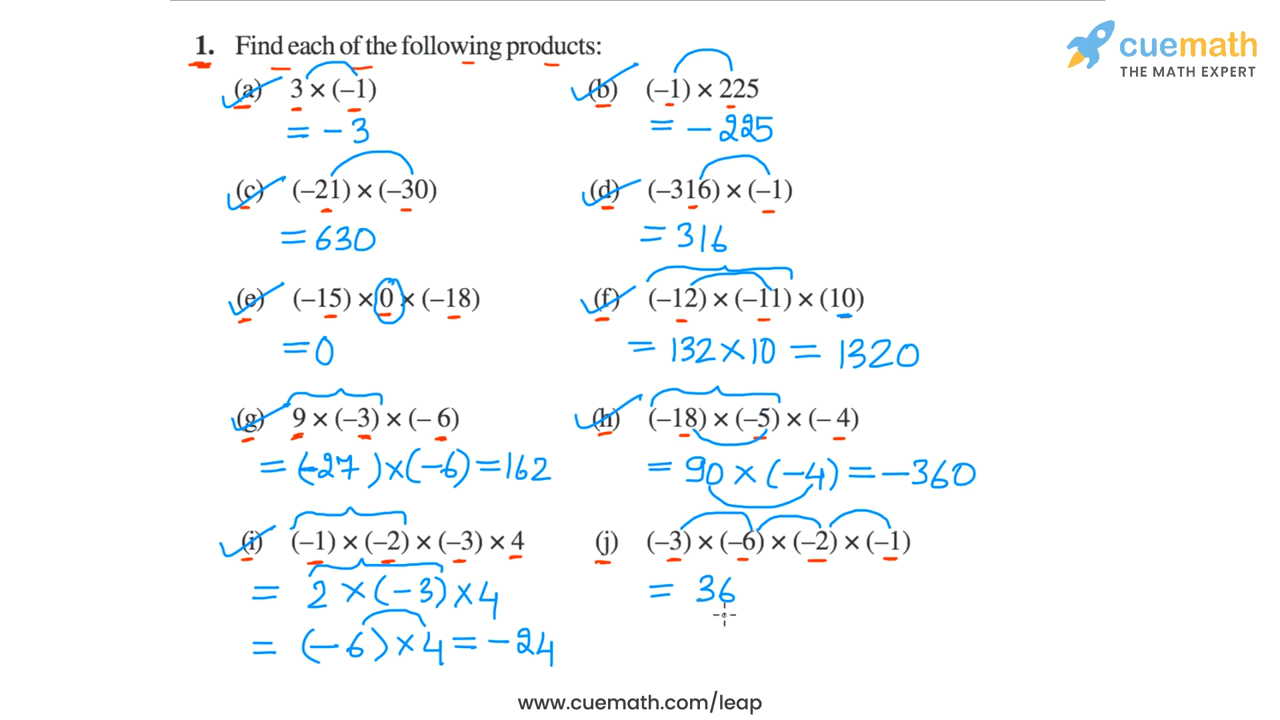 cuemath
THE MATH EXPERT
1. Find each of the following products:
(a) 3 × (–1)
= – 3
(b) (–1) × 225
= – 225
(c) (–21) × (–30)
= 630
(d) (–316) × (–1)
= 316
(e) (–15) × 0 × (–18)
= 0
(f) (–12) × (–11) × (10)
= 132 × 10 = 1320
(g) 9 × (–3) × (– 6)
= (–27) × (–6) = 162
(h) (–18) × (–5) × (– 4)
= 90 × (–4) = –360
(i) (–1) × (–2) × (–3) × 4
= 2 × (–3) × 4
= (–6) × 4 = –24
(j) (–3) × (–6) × (–2) × (–1)
= 36
www.cuemath.com/leap